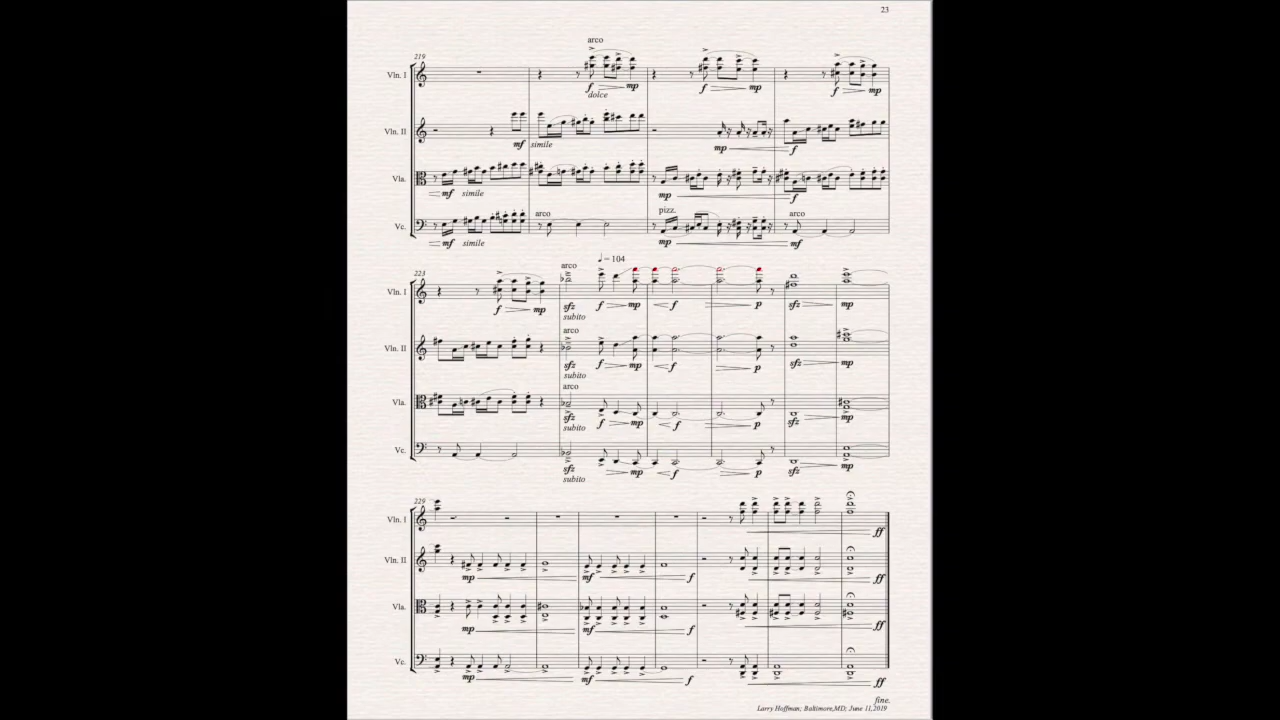 23
arco
219
Vln. I
f mp f mp f mp
dolce
Vln. II
mf simile mp f
Vla.
mf simile mp f
arco pizz. arco
Vc.
mf simile mp mf
♩ = 104
223 arco
Vln. I
f mp sfz f mp f p sfz mp
subito
arco
Vln. II
sfz f mp f p sfz mp
subito
arco
Vla.
sfz f mp f p sfz mp
subito
Vc.
sfz mp f p sfz mp
subito
229
Vln. I
ff
Vln. II
mp mf f ff
Vla.
mp mf f ff
Vc.
mp mf f ff
fine.
Larry Hoffman; Baltimore,MD; June 11,2019